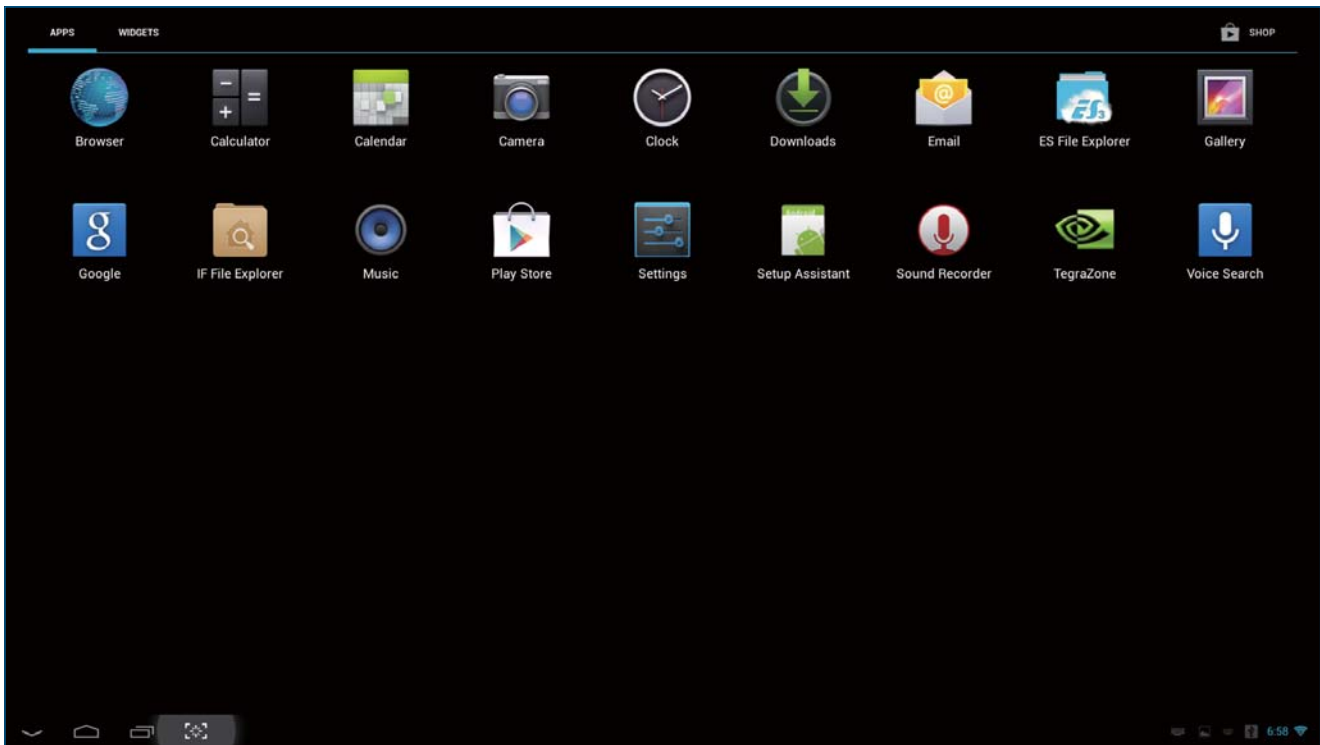 APPS WIDGETS SHOP
Browser Calculator Calendar Camera Clock Downloads Email ES File Explorer Gallery
Google IF File Explorer Music Play Store Settings Setup Assistant Sound Recorder TegraZone Voice Search
6:58